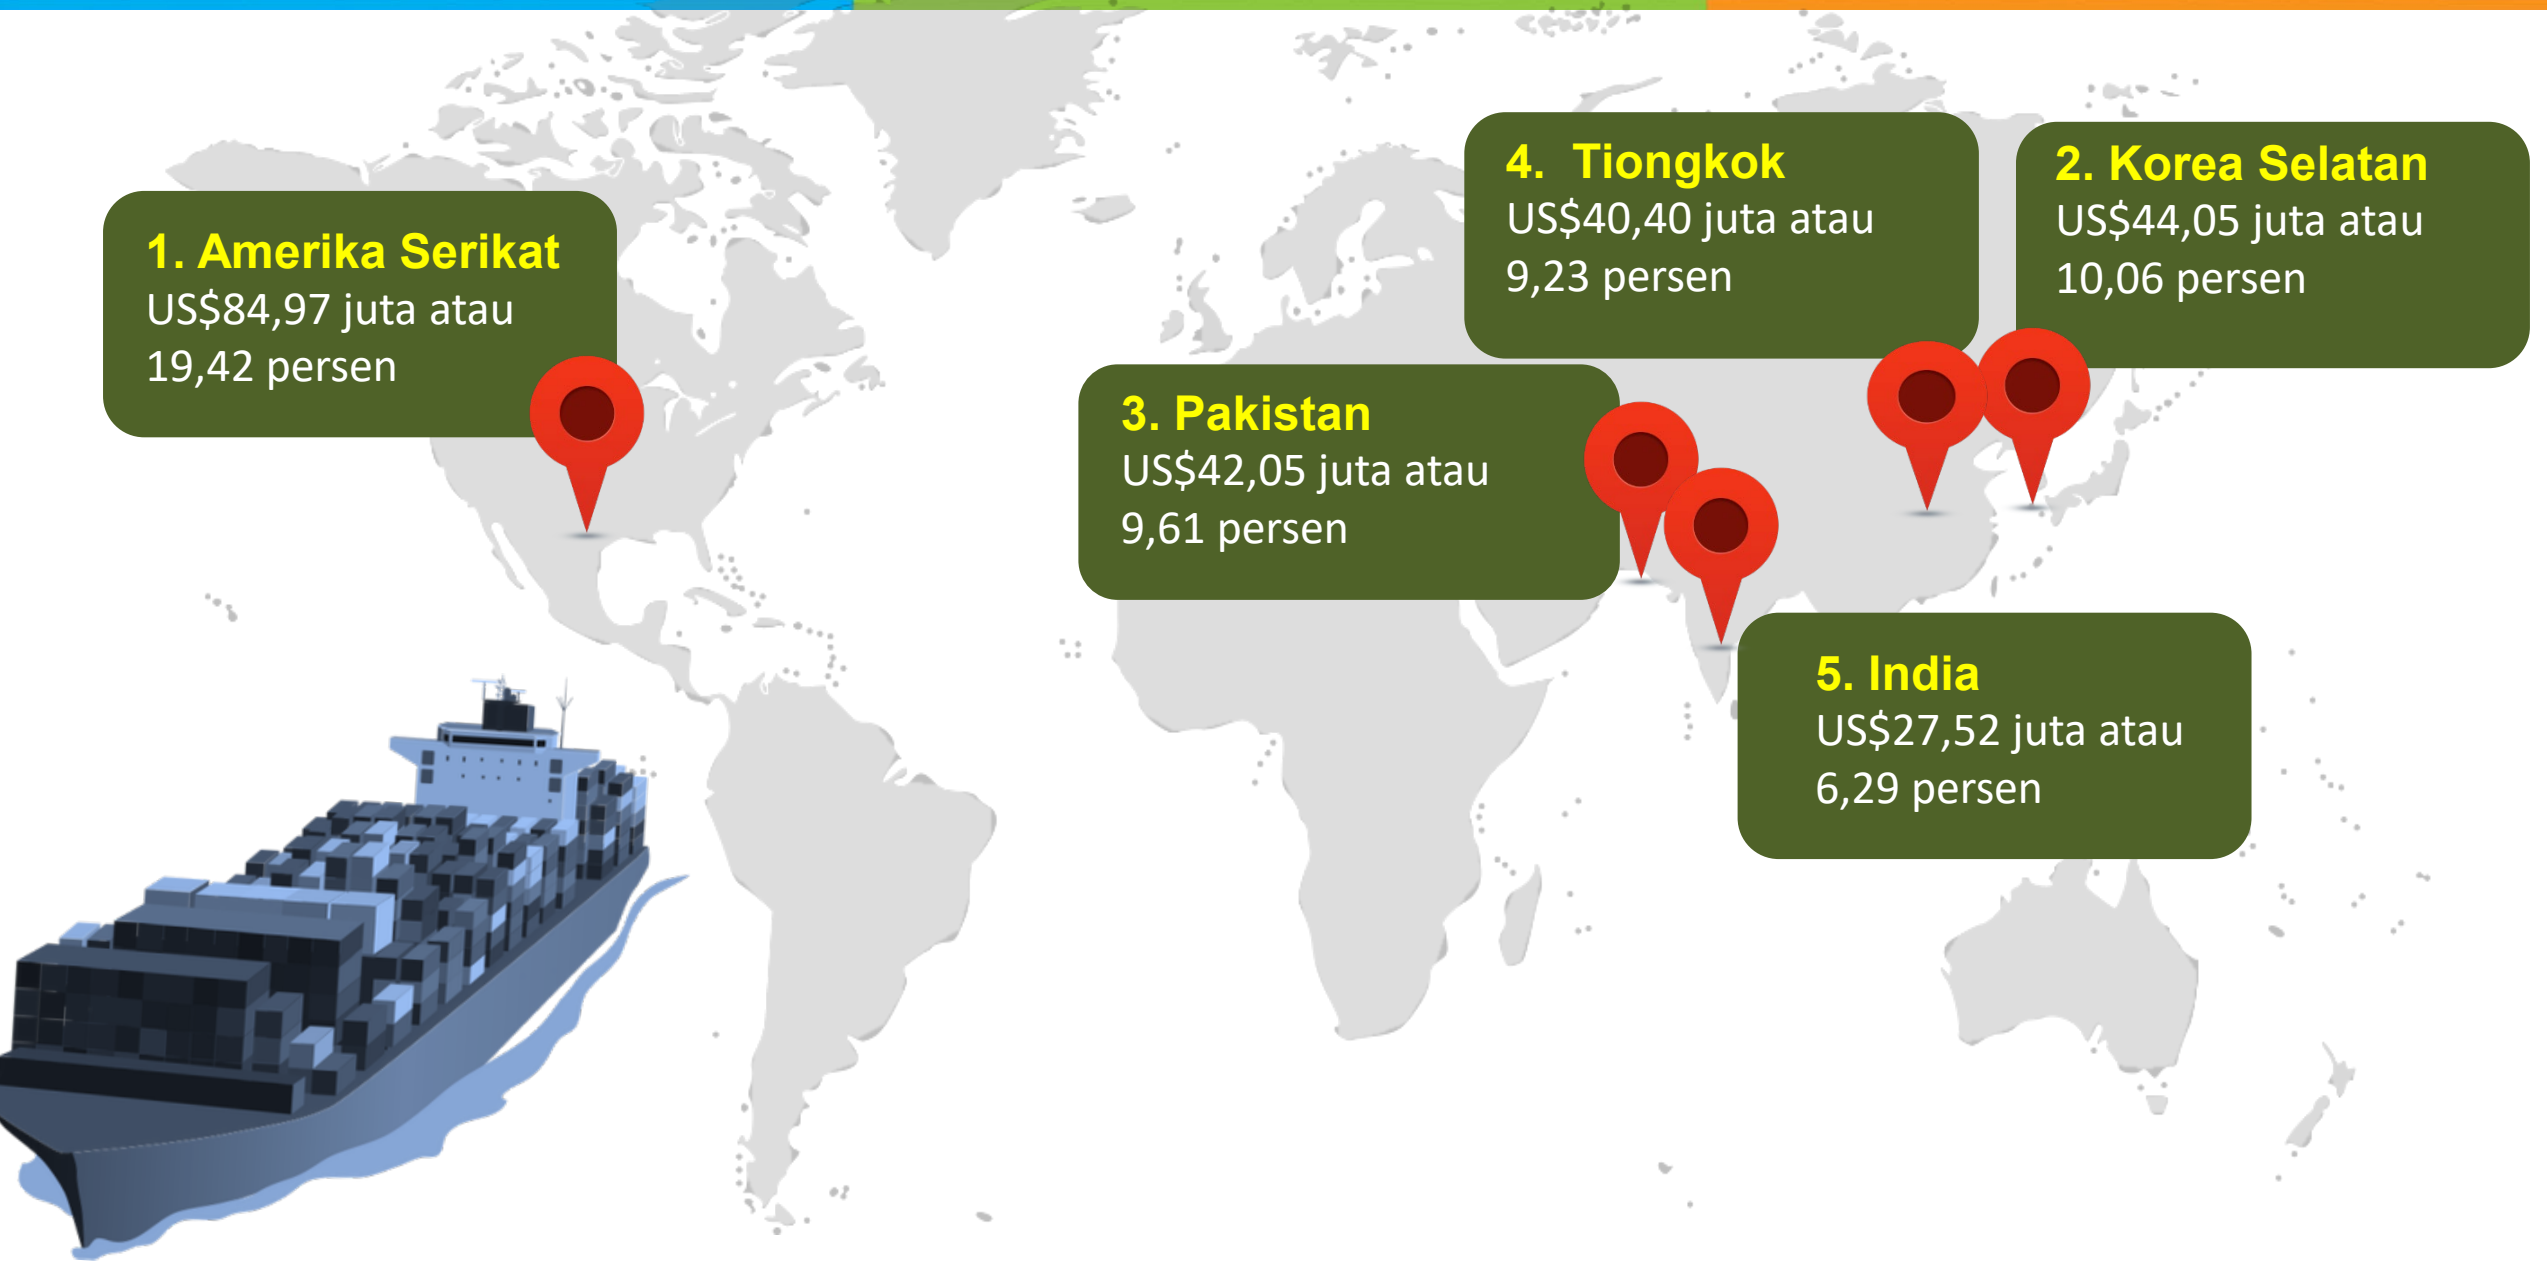 1. Amerika Serikat
US$84,97 juta atau
19,42 persen
4. Tiongkok
US$40,40 juta atau
9,23 persen
2. Korea Selatan
US$44,05 juta atau
10,06 persen
3. Pakistan
US$42,05 juta atau
9,61 persen
5. India
US$27,52 juta atau
6,29 persen